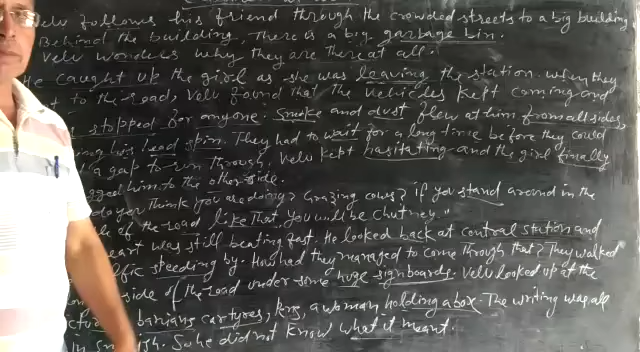 follows his friend through the crowded streets to a big building
Behind the building, There is a big garbage bin.
Velu wonders why they are thereat all.
He caught up the girl as she was leaving the station. when they
to the road, Velu found that the vehicles kept coming and
stopped for anyone. Smoke and dust flew at him from all sides,
his head spin. They had to wait for a long time before they could
a gap to run through, Velu kept hasitating and the girl finally
him to the other side.
you Think you are doing? Grazing cows? if you stand around in the
of the road like That you will be chutney."
heart was still beating fast. He looked back at central station and
speeding by. How had they managed to come through that? They walked
side of the road under some huge signboards. Velu looked up at the
banians, car tyres, a woman holding a box. The writing was all
in So he did not know what it meant.